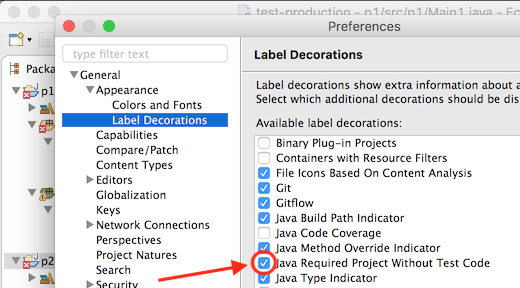 test-production - p1/src/p1/Main1.java - Ec
Preferences
type filter text
Label Decorations
Packa
p1
p2
General
Appearance
Colors and Fonts
Label Decorations
Capabilities
Compare/Patch
Content Types
Editors
Globalization
Keys
Network Connections
Perspectives
Project Natures
Search
Security
Label decorations show extra information about a
Select which additional decorations should be dis
Available label decorations:
Binary Plug-in Projects
Containers with Resource Filters
File Icons Based On Content Analysis
Git
Gitflow
Java Build Path Indicator
Java Code Coverage
Java Method Override Indicator
Java Required Project Without Test Code
Java Type Indicator